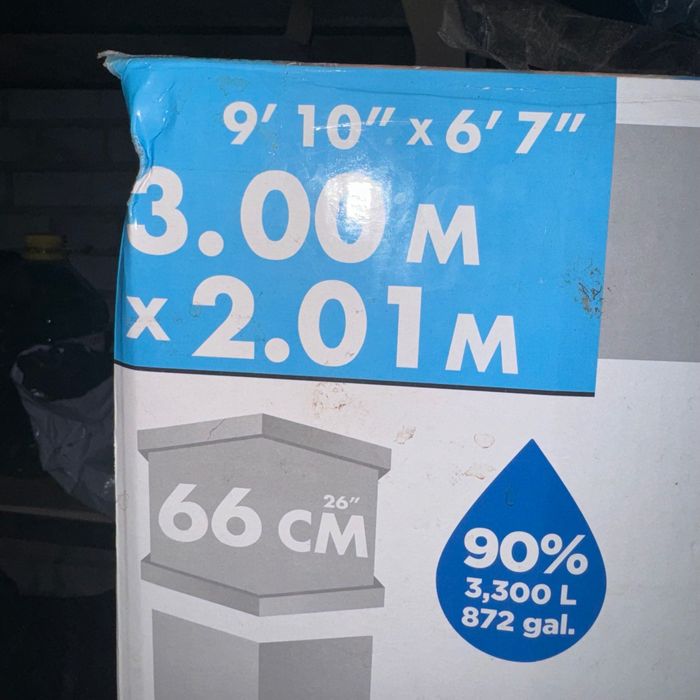 9' 10" x 6' 7"
3.00 M
x 2.01 M
26"
66 CM
90%
3,300 L
872 gal.